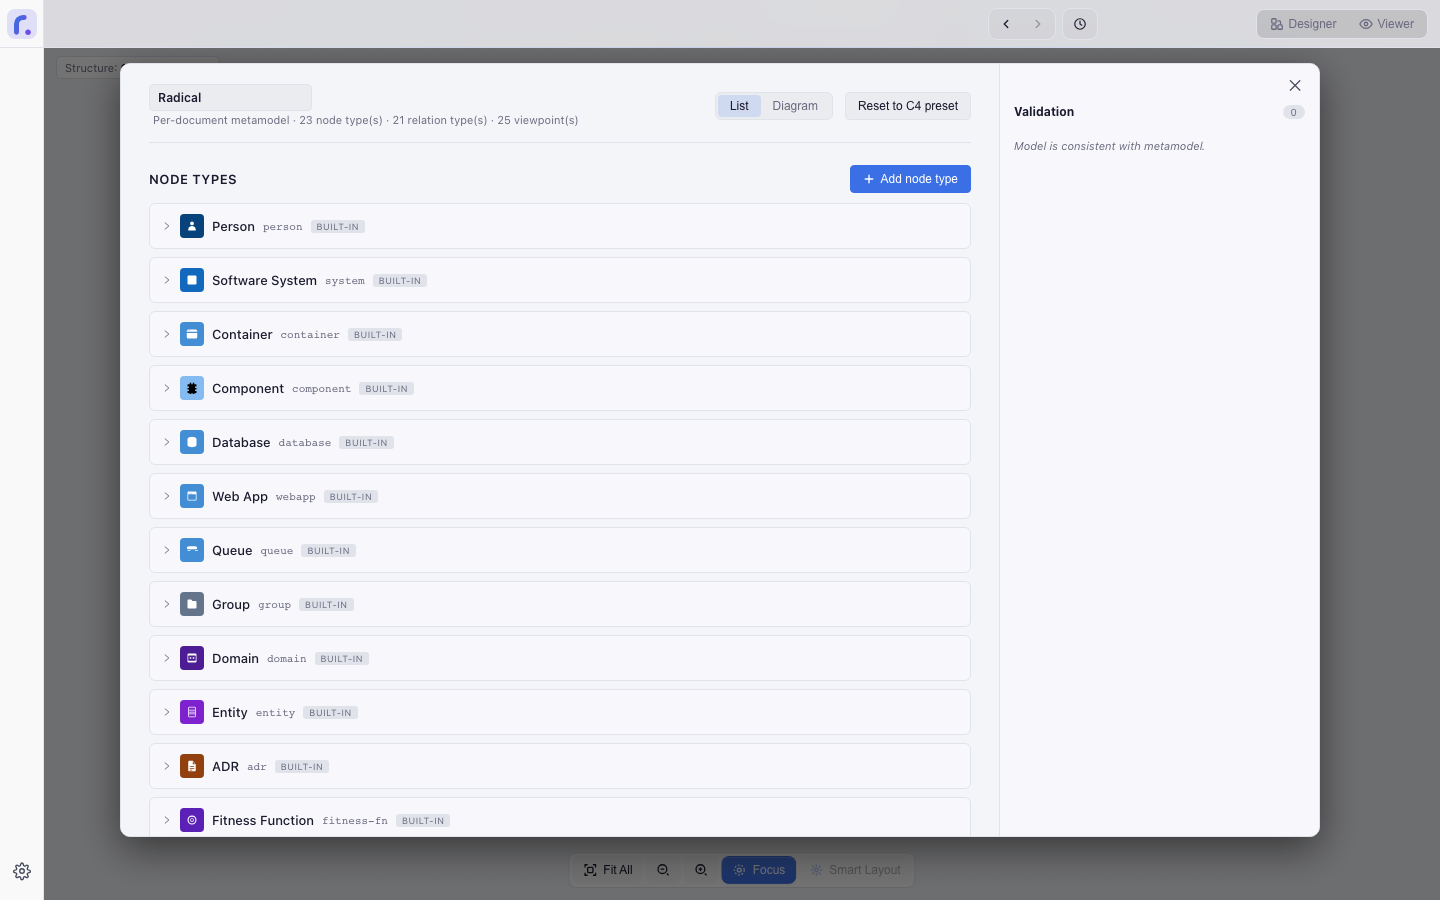 Designer
Viewer
Structure:
Radical
Per-document metamodel · 23 node type(s) · 21 relation type(s) · 25 viewpoint(s)
List
Diagram
Reset to C4 preset
Validation
0
Model is consistent with metamodel.
NODE TYPES
Add node type
Person person BUILT-IN
Software System system BUILT-IN
Container container BUILT-IN
Component component BUILT-IN
Database database BUILT-IN
Web App webapp BUILT-IN
Queue queue BUILT-IN
Group group BUILT-IN
Domain domain BUILT-IN
Entity entity BUILT-IN
ADR adr BUILT-IN
Fitness Function fitness-fn BUILT-IN
Fit All
Focus
Smart Layout